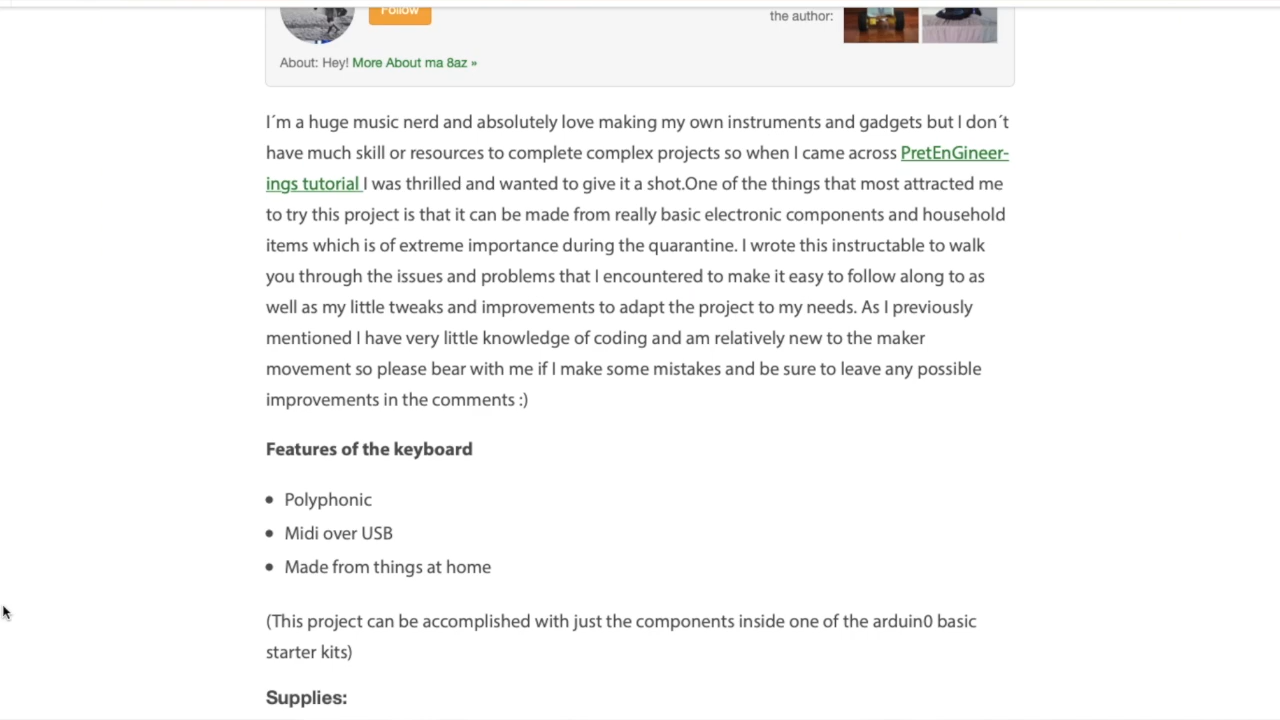 Follow
the author:
About: Hey! More About ma 8az »
I´m a huge music nerd and absolutely love making my own instruments and gadgets but I don´t
have much skill or resources to complete complex projects so when I came across PretEnGineer-
ings tutorial I was thrilled and wanted to give it a shot.One of the things that most attracted me
to try this project is that it can be made from really basic electronic components and household
items which is of extreme importance during the quarantine. I wrote this instructable to walk
you through the issues and problems that I encountered to make it easy to follow along to as
well as my little tweaks and improvements to adapt the project to my needs. As I previously
mentioned I have very little knowledge of coding and am relatively new to the maker
movement so please bear with me if I make some mistakes and be sure to leave any possible
improvements in the comments :)
Features of the keyboard
• Polyphonic
• Midi over USB
• Made from things at home
(This project can be accomplished with just the components inside one of the arduin0 basic
starter kits)
Supplies: